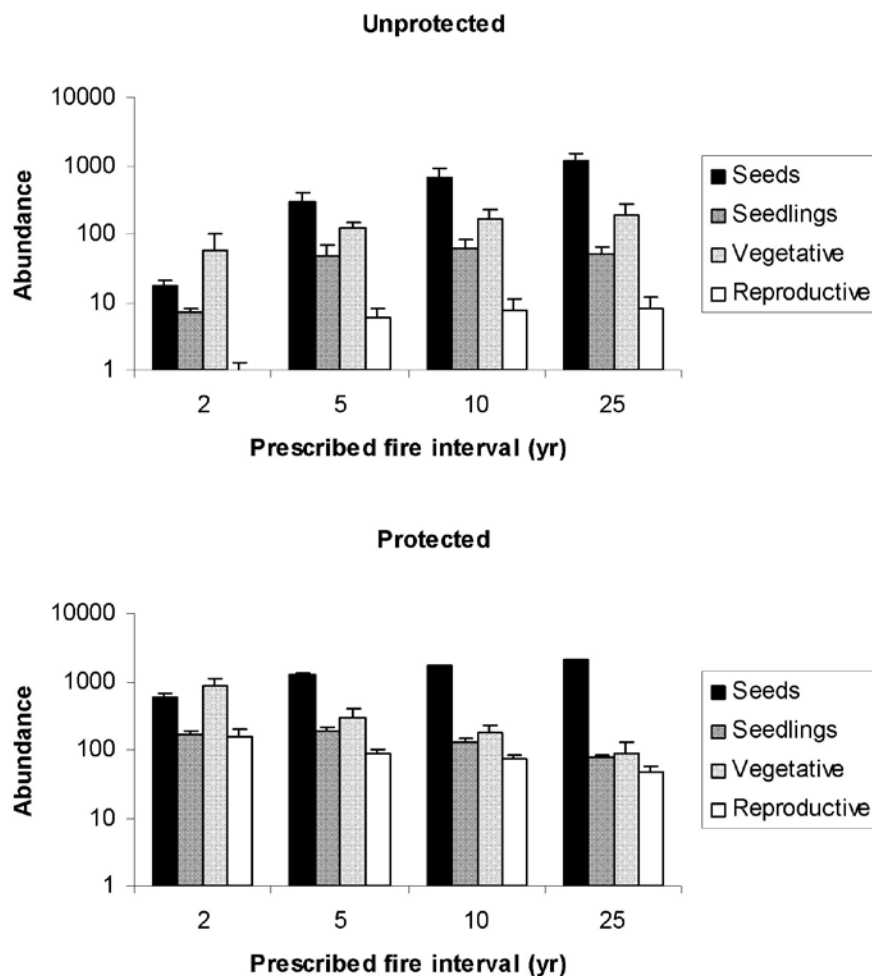 Unprotected
10000
1000
100
10
1
Abundance
2 5 10 25
Prescribed fire interval (yr)
Seeds
Seedlings
Vegetative
Reproductive
Protected
10000
1000
100
10
1
Abundance
2 5 10 25
Prescribed fire interval (yr)
Seeds
Seedlings
Vegetative
Reproductive